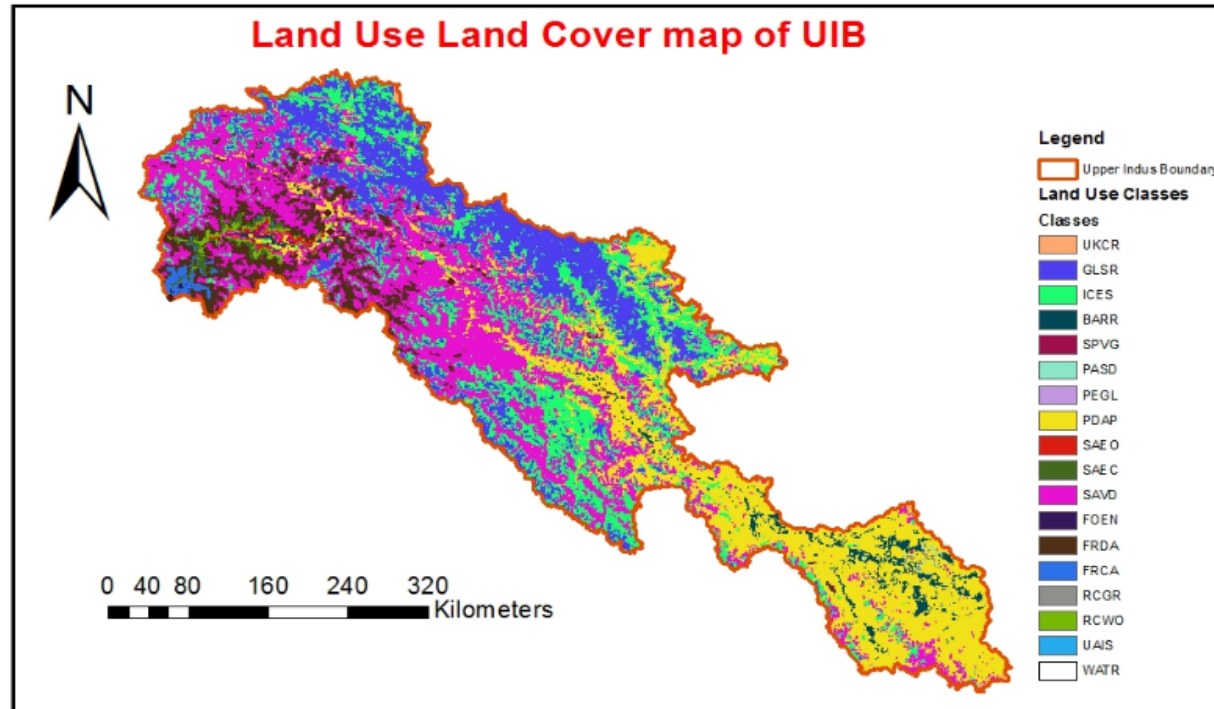 Land Use Land Cover map of UIB
N
Legend
Upper Indus Boundary
Land Use Classes
Classes
UKCR
GLSR
ICES
BARR
SPVG
PASD
PEGL
PDAP
SAEO
SAEC
SAVD
FOEN
FRDA
FRCA
RCGR
RCWO
UAIS
WATR
0 40 80 160 240 320
Kilometers